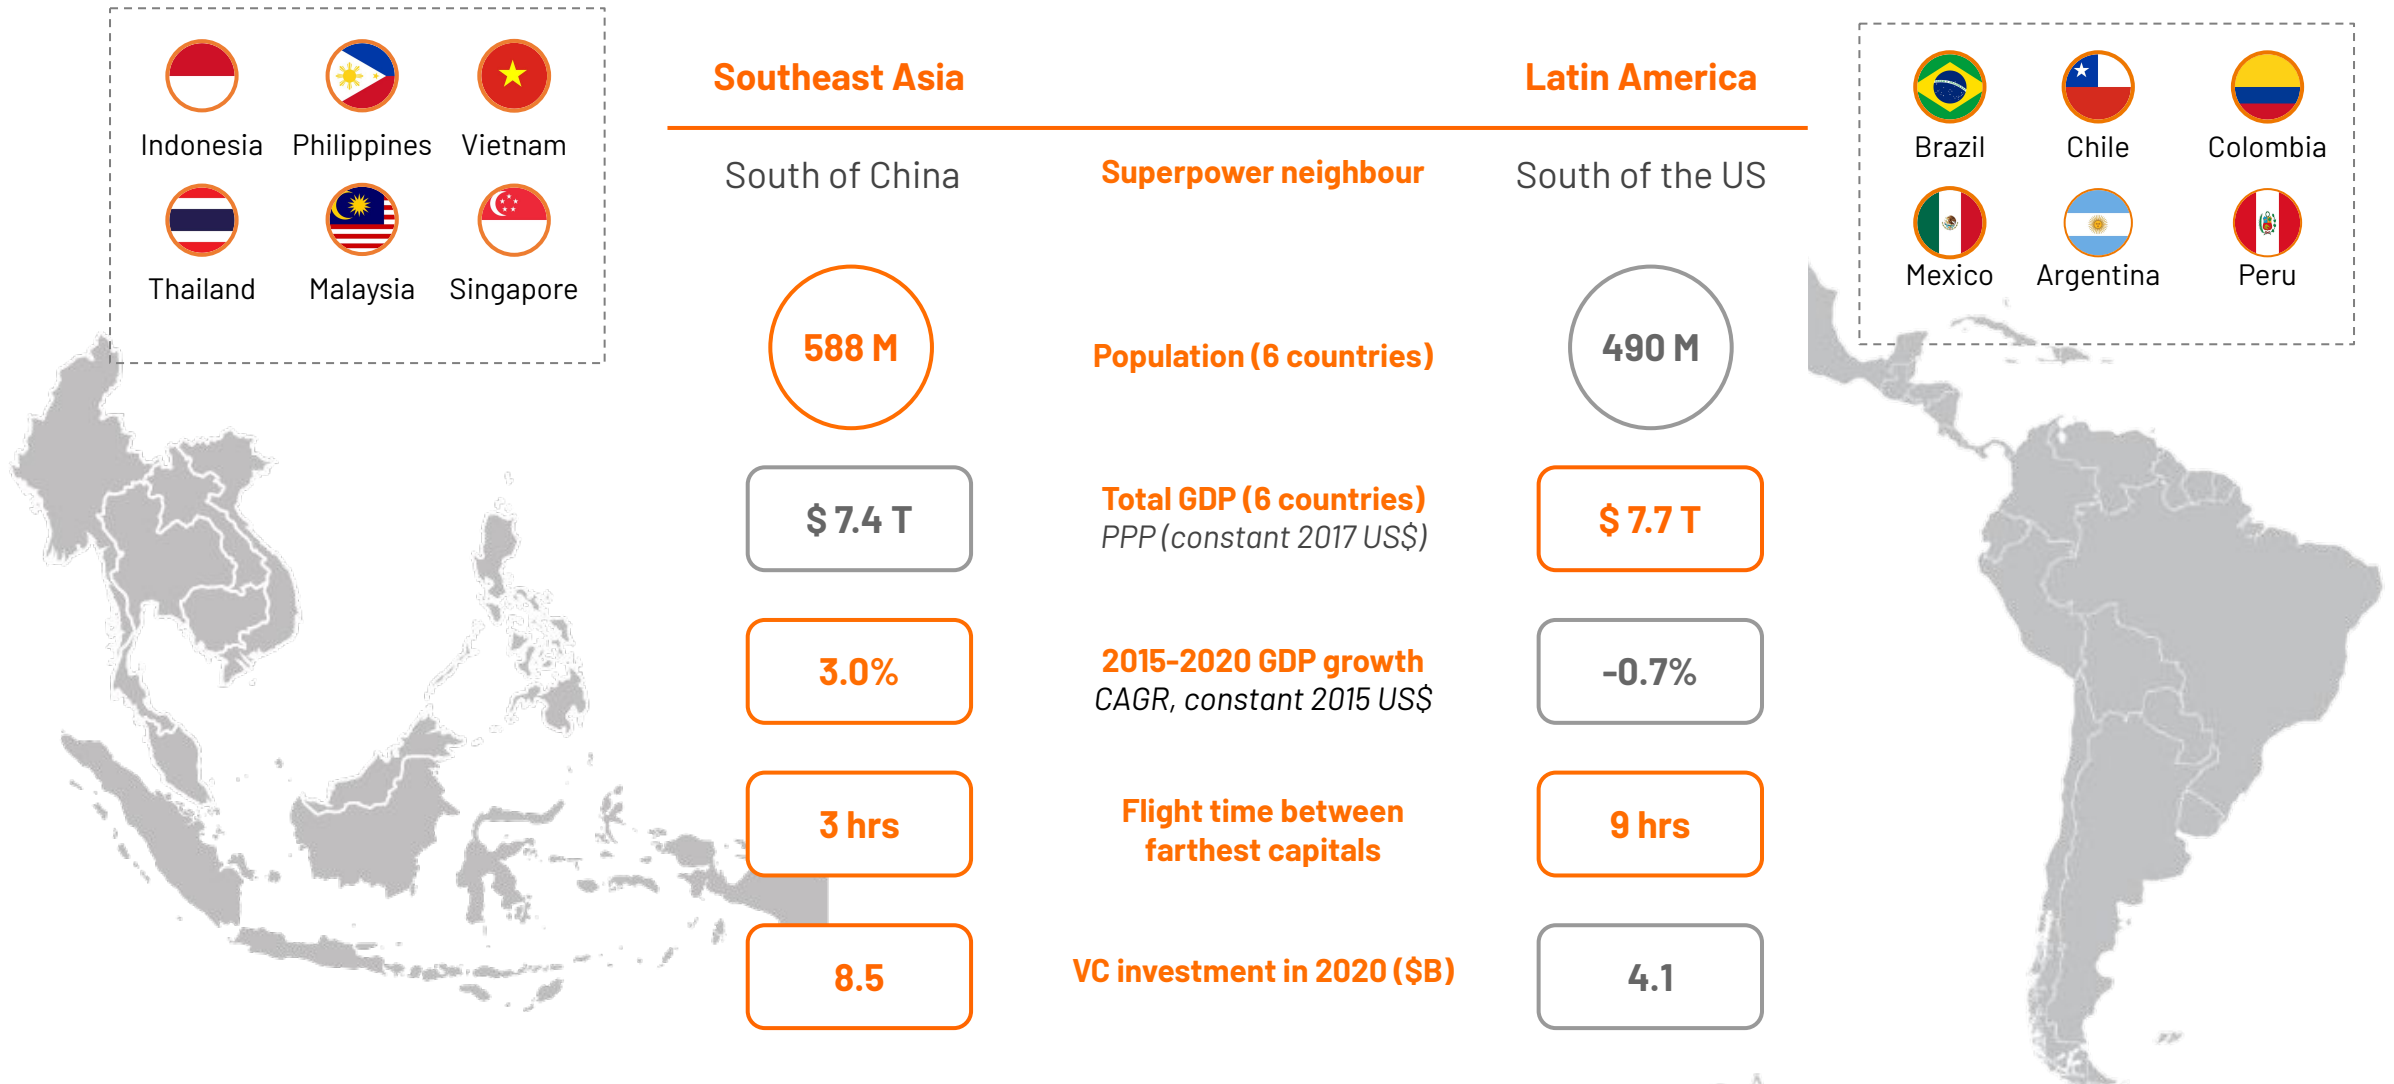 Indonesia
Philippines
Vietnam
Thailand
Malaysia
Singapore
Southeast Asia
Latin America
South of China
Superpower neighbour
South of the US
588 M
Population (6 countries)
490 M
$ 7.4 T
Total GDP (6 countries)
PPP (constant 2017 US$)
$ 7.7 T
3.0%
2015-2020 GDP growth
CAGR, constant 2015 US$
-0.7%
3 hrs
Flight time between
farthest capitals
9 hrs
8.5
VC investment in 2020 ($B)
4.1
Brazil
Chile
Colombia
Mexico
Argentina
Peru